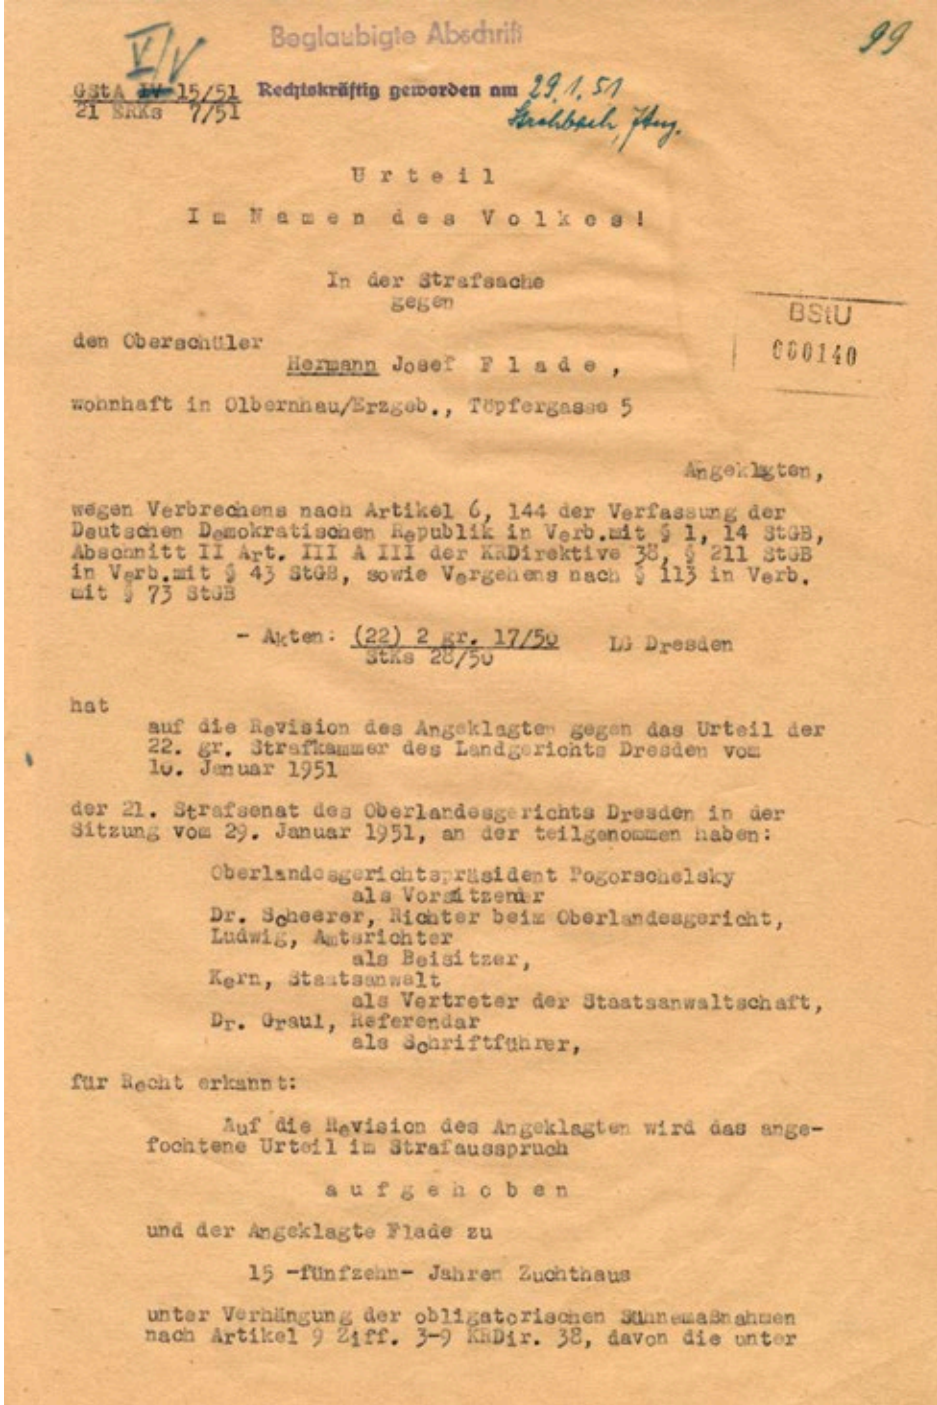 Beglaubigte Abschrift
99
V/V
GStA IV 15/51
21 ERKs 7/51
Rechtskräftig geworden am 29.1.51
Urteil
Im Namen des Volkes!
In der Strafsache
gegen
BStU
000140
den Oberschüler
Hermann Josef Flade,
wohnhaft in Olbernhau/Erzgeb., Töpfergasse 5
Angeklagten,
wegen Verbrechens nach Artikel 6, 144 der Verfassung der
Deutschen Demokratischen Republik in Verb.mit § 1, 14 StGB,
Abschnitt II Art. III A III der KRDirektive 38, § 211 StGB
in Verb.mit § 43 StGB, sowie Vergehens nach § 113 in Verb.
mit § 73 StGB
- Akten: (22) 2 gr. 17/50
StKs 28/50
LG Dresden
hat
auf die Revision des Angeklagten gegen das Urteil der
22. gr. Strafkammer des Landgerichts Dresden vom
10. Januar 1951
der 21. Strafsenat des Oberlandesgerichts Dresden in der
Sitzung vom 29. Januar 1951, an der teilgenommen haben:
Oberlandesgerichtspräsident Pogorschelsky
als Vorsitzender
Dr. Scheerer, Richter beim Oberlandesgericht,
Ludwig, Amtsrichter
als Beisitzer,
Kern, Staatsanwalt
als Vertreter der Staatsanwaltschaft,
Dr. Graul, Referendar
als Schriftführer,
für Recht erkannt:
Auf die Revision des Angeklagten wird das ange-
fochtene Urteil im Strafausspruch
aufgehoben
und der Angeklagte Flade zu
15 -fünfzehn- Jahren Zuchthaus
unter Verhängung der obligatorischen Sühnemaßnahmen
nach Artikel 9 Ziff. 3-9 KRDir. 38, davon die unter